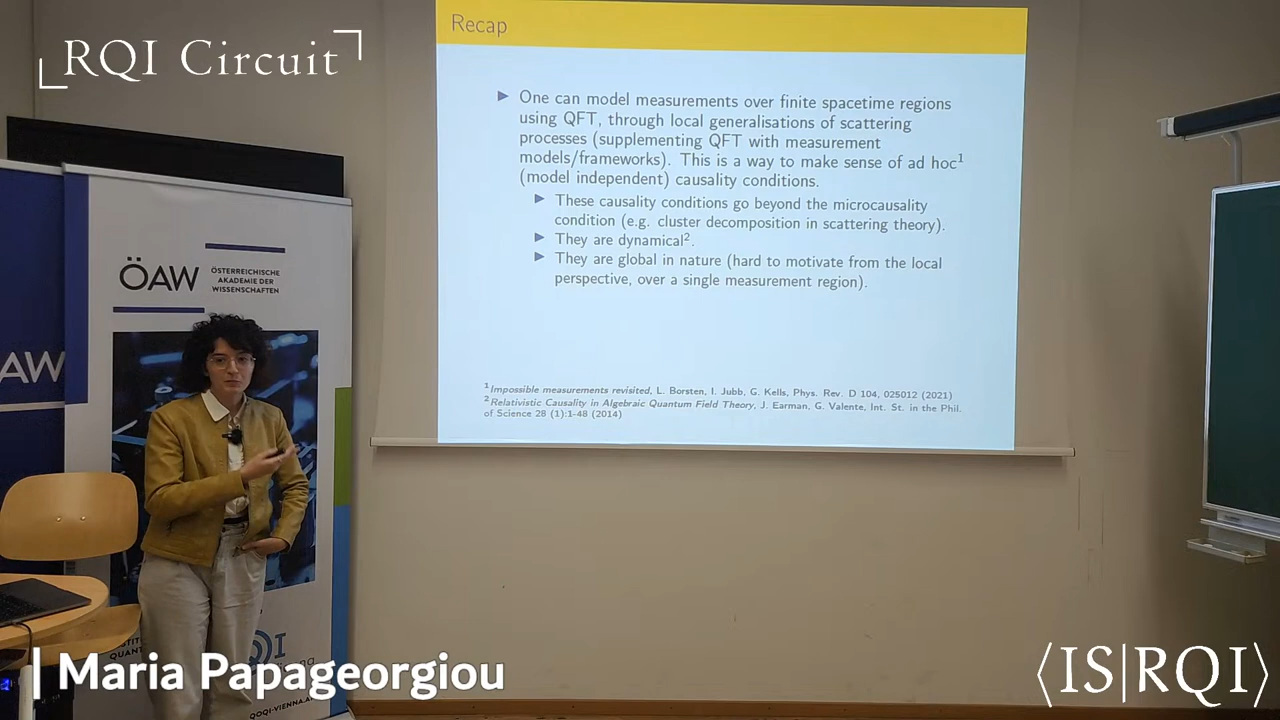 RQI Circuit
Recap
One can model measurements over finite spacetime regions
using QFT, through local generalisations of scattering
processes (supplementing QFT with measurement
models/frameworks). This is a way to make sense of ad hoc¹
(model independent) causality conditions.
These causality conditions go beyond the microcausality
condition (e.g. cluster decomposition in scattering theory).
They are dynamical².
They are global in nature (hard to motivate from the local
perspective, over a single measurement region).
¹Impossible measurements revisited, L. Borsten, I. Jubb, G. Kells, Phys. Rev. D 104, 025012 (2021)
²Relativistic Causality in Algebraic Quantum Field Theory, J. Earman, G. Valente, Int. St. in the Phil.
of Science 28 (1):1-48 (2014)
ÖAW
ÖSTERREICHISCHE
AKADEMIE DER
WISSENSCHAFTEN
AW
QUAN
QI
| Maria Papageorgiou
⟨IS|RQI⟩